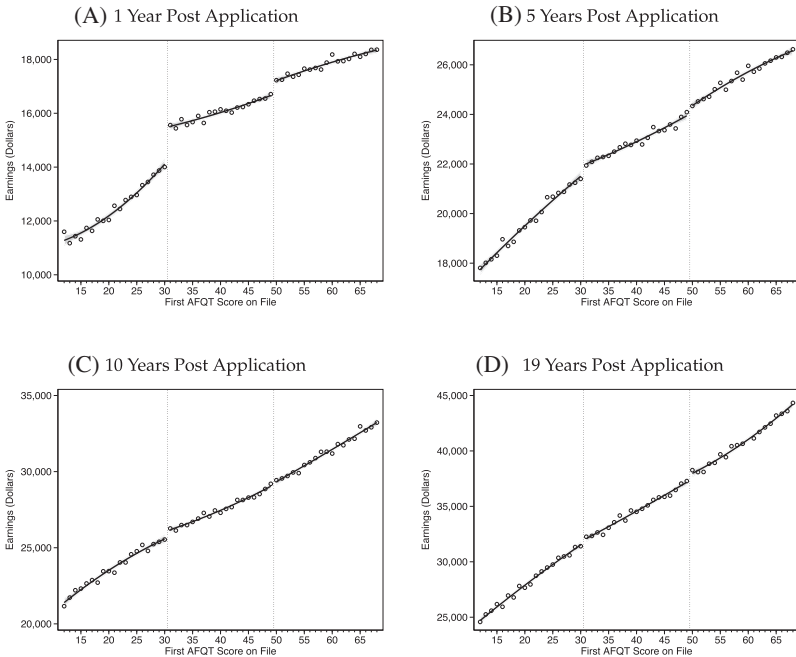 (A) 1 Year Post Application
18,000
16,000
14,000
12,000
10,000
Earnings (Dollars)
15 20 25 30 35 40 45 50 55 60 65
First AFQT Score on File
(B) 5 Years Post Application
26,000
24,000
22,000
20,000
18,000
Earnings (Dollars)
15 20 25 30 35 40 45 50 55 60 65
First AFQT Score on File
(C) 10 Years Post Application
35,000
30,000
25,000
20,000
Earnings (Dollars)
15 20 25 30 35 40 45 50 55 60 65
First AFQT Score on File
(D) 19 Years Post Application
45,000
40,000
35,000
30,000
25,000
Earnings (Dollars)
15 20 25 30 35 40 45 50 55 60 65
First AFQT Score on File